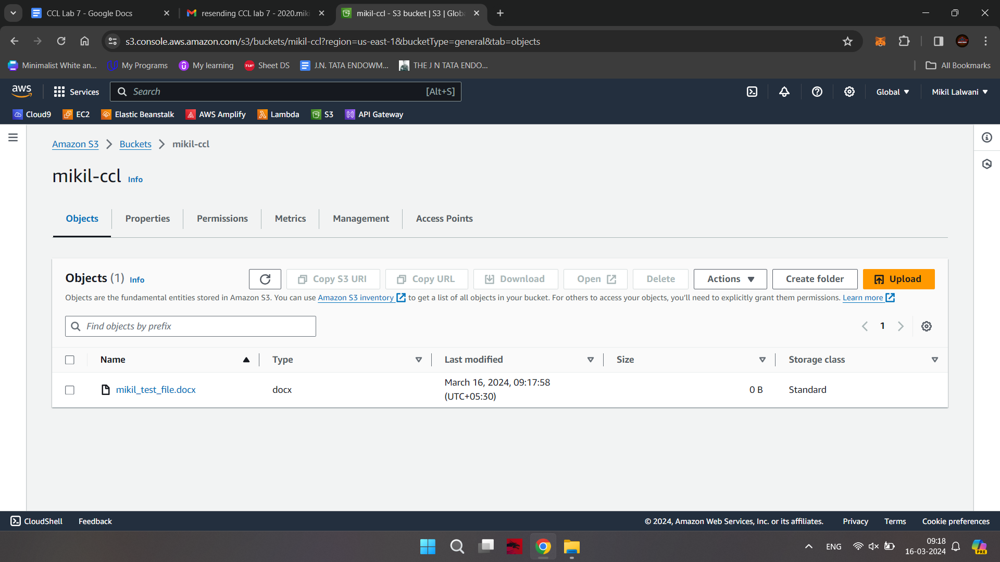 CCL Lab 7 - Google Docs
resending CCL lab 7 - 2020.miki
mikil-ccl - S3 bucket | S3 | Globa
s3.console.aws.amazon.com/s3/buckets/mikil-ccl?region=us-east-1&bucketType=general&tab=objects
Minimalist White an...
My Programs
My learning
TUF
Sheet DS
J.N. TATA ENDOWM...
THE J N TATA ENDO...
All Bookmarks
aws
Services
Search
[Alt+S]
Global
Mikil Lalwani
Cloud9
EC2
Elastic Beanstalk
AWS Amplify
Lambda
S3
API Gateway
Amazon S3
Buckets
mikil-ccl
mikil-ccl Info
Objects
Properties
Permissions
Metrics
Management
Access Points
Objects (1) Info
Copy S3 URI
Copy URL
Download
Open
Delete
Actions
Create folder
Upload
Objects are the fundamental entities stored in Amazon S3. You can use Amazon S3 inventory to get a list of all objects in your bucket. For others to access your objects, you'll need to explicitly grant them permissions. Learn more
Find objects by prefix
1
Name
Type
Last modified
Size
Storage class
mikil_test_file.docx
docx
March 16, 2024, 09:17:58
(UTC+05:30)
0 B
Standard
CloudShell
Feedback
© 2024, Amazon Web Services, Inc. or its affiliates.
Privacy
Terms
Cookie preferences
ENG
09:18
16-03-2024
PRE